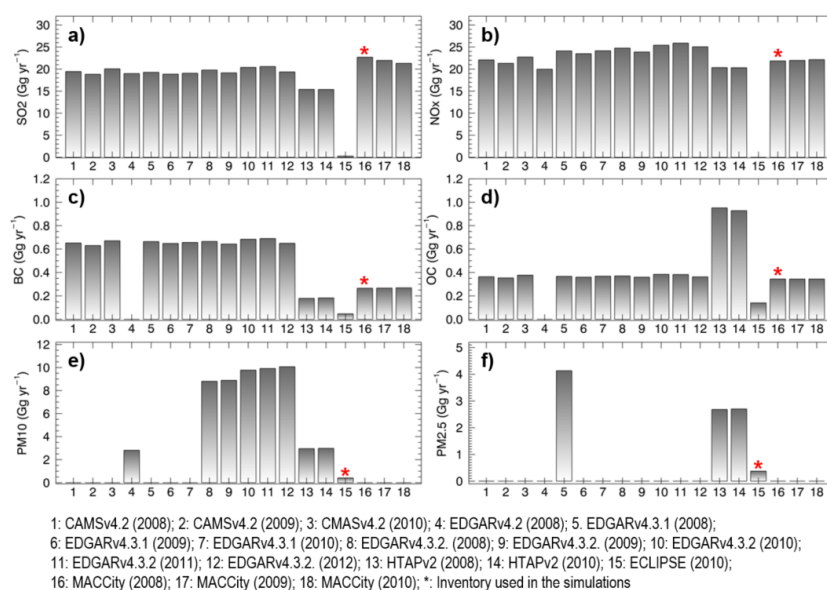 a)
SO2 (Gg yr⁻¹)
30
25
20
15
10
5
0
*
1 2 3 4 5 6 7 8 9 10 11 12 13 14 15 16 17 18
b)
NOx (Gg yr⁻¹)
30
25
20
15
10
5
0
*
1 2 3 4 5 6 7 8 9 10 11 12 13 14 15 16 17 18
c)
BC (Gg yr⁻¹)
1.2
1.0
0.8
0.6
0.4
0.2
0.0
*
1 2 3 4 5 6 7 8 9 10 11 12 13 14 15 16 17 18
d)
OC (Gg yr⁻¹)
1.2
1.0
0.8
0.6
0.4
0.2
0.0
*
1 2 3 4 5 6 7 8 9 10 11 12 13 14 15 16 17 18
e)
PM10 (Gg yr⁻¹)
12
10
8
6
4
2
0
*
1 2 3 4 5 6 7 8 9 10 11 12 13 14 15 16 17 18
f)
PM2.5 (Gg yr⁻¹)
5
4
3
2
1
0
*
1 2 3 4 5 6 7 8 9 10 11 12 13 14 15 16 17 18
1: CAMSv4.2 (2008); 2: CAMSv4.2 (2009); 3: CMASv4.2 (2010); 4: EDGARv4.2 (2008); 5. EDGARv4.3.1 (2008);
6: EDGARv4.3.1 (2009); 7: EDGARv4.3.1 (2010); 8: EDGARv4.3.2. (2008); 9: EDGARv4.3.2. (2009); 10: EDGARv4.3.2 (2010);
11: EDGARv4.3.2 (2011); 12: EDGARv4.3.2. (2012); 13: HTAPv2 (2008); 14: HTAPv2 (2010); 15: ECLIPSE (2010);
16: MACCity (2008); 17: MACCity (2009); 18: MACCity (2010); *: Inventory used in the simulations